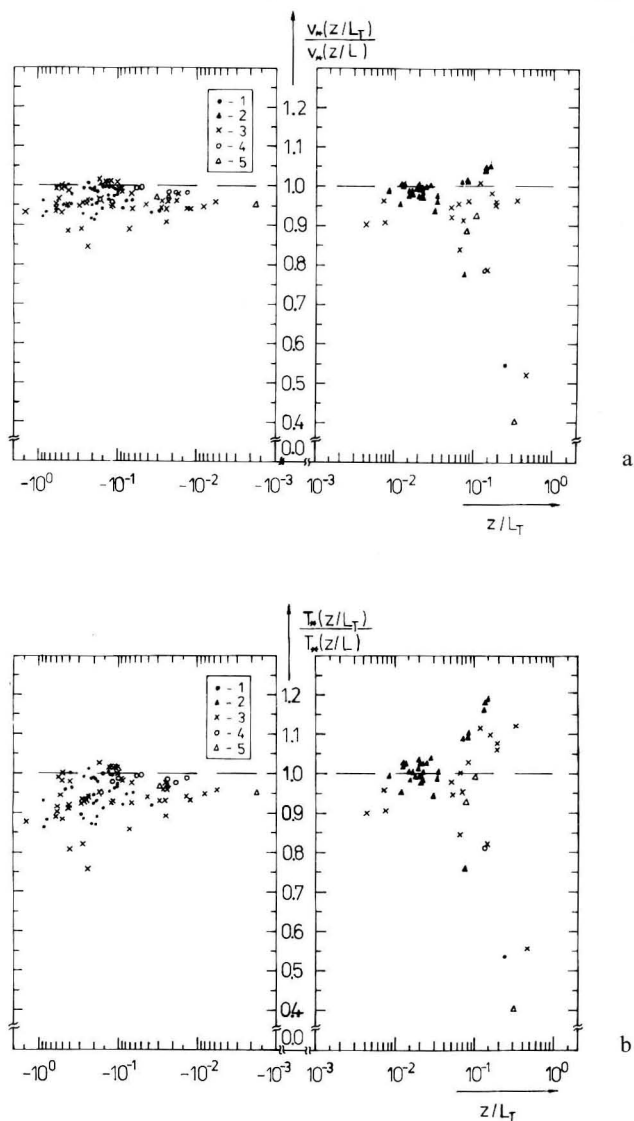 v*(z/L_T)
v*(z/L)
1.2
1.1
1.0
0.9
0.8
0.7
0.6
0.5
0.4
0.0
• - 1
▲ - 2
× - 3
○ - 4
△ - 5
-10⁰ -10⁻¹ -10⁻² -10⁻³ 10⁻³ 10⁻² 10⁻¹ 10⁰
z/L_T
a
T*(z/L_T)
T*(z/L)
1.2
1.1
1.0
0.9
0.8
0.7
0.6
0.5
0.4
0.0
• - 1
▲ - 2
× - 3
○ - 4
△ - 5
-10⁰ -10⁻¹ -10⁻² -10⁻³ 10⁻³ 10⁻² 10⁻¹ 10⁰
z/L_T
b